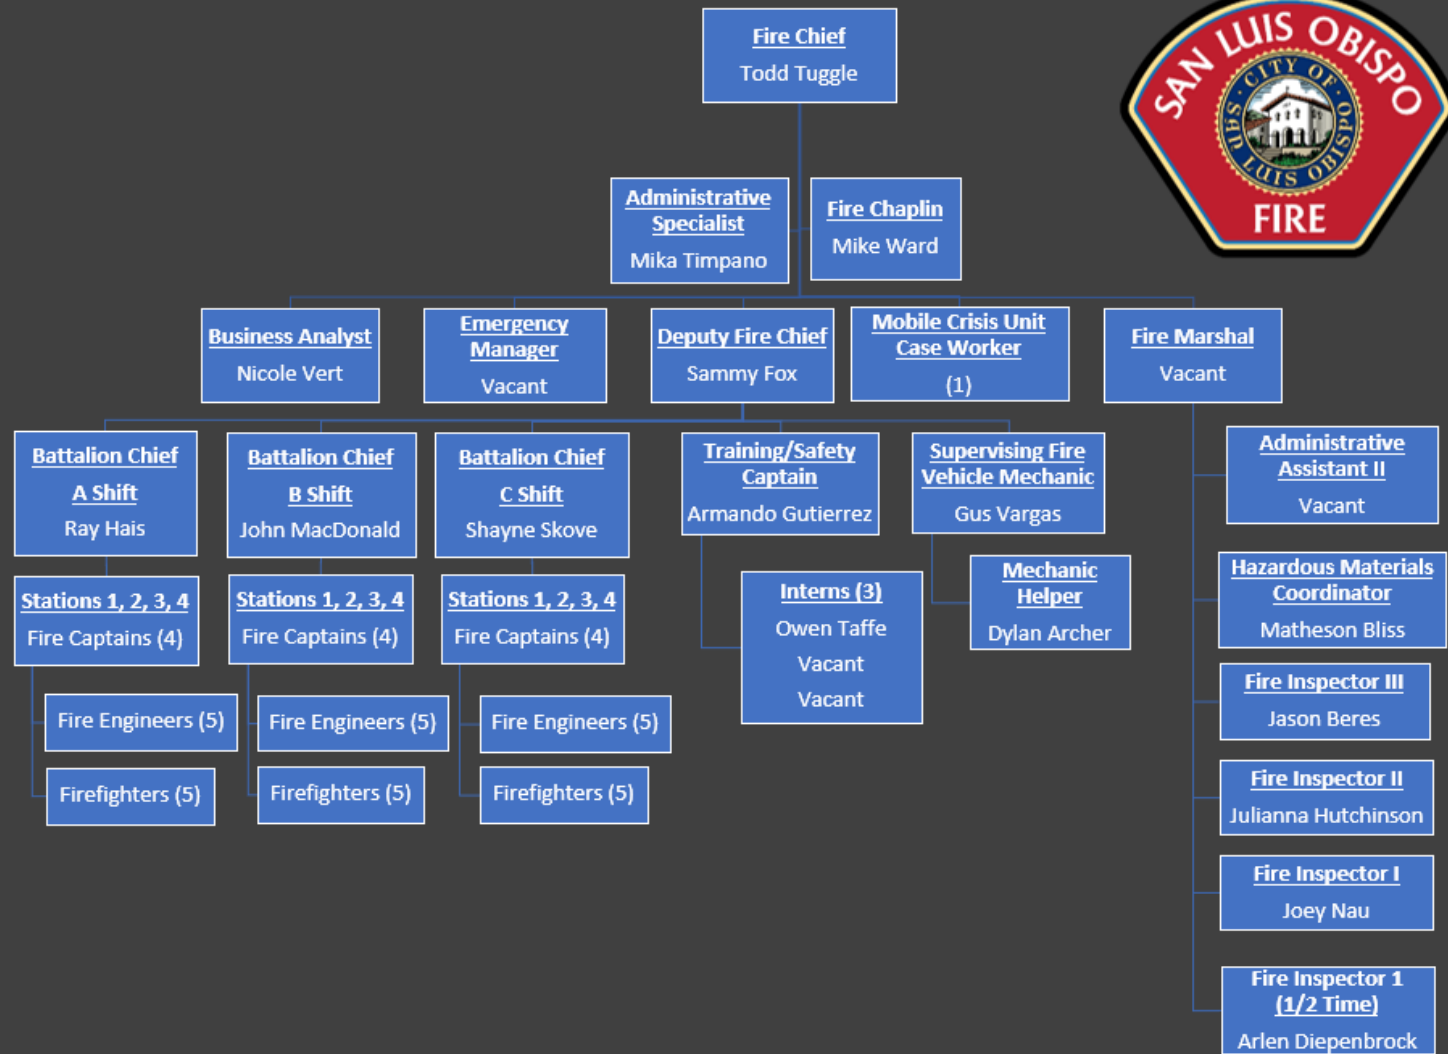 Fire Chief
Todd Tuggle
SAN LUIS OBISPO
CITY OF
SAN LUIS OBISPO
FIRE
Administrative
Specialist
Mika Timpano
Fire Chaplin
Mike Ward
Business Analyst
Nicole Vert
Emergency
Manager
Vacant
Deputy Fire Chief
Sammy Fox
Mobile Crisis Unit
Case Worker
(1)
Fire Marshal
Vacant
Battalion Chief
A Shift
Ray Hais
Battalion Chief
B Shift
John MacDonald
Battalion Chief
C Shift
Shayne Skove
Training/Safety
Captain
Armando Gutierrez
Supervising Fire
Vehicle Mechanic
Gus Vargas
Administrative
Assistant II
Vacant
Stations 1, 2, 3, 4
Fire Captains (4)
Stations 1, 2, 3, 4
Fire Captains (4)
Stations 1, 2, 3, 4
Fire Captains (4)
Interns (3)
Owen Taffe
Vacant
Vacant
Mechanic
Helper
Dylan Archer
Hazardous Materials
Coordinator
Matheson Bliss
Fire Engineers (5)
Fire Engineers (5)
Fire Engineers (5)
Fire Inspector III
Jason Beres
Firefighters (5)
Firefighters (5)
Firefighters (5)
Fire Inspector II
Julianna Hutchinson
Fire Inspector I
Joey Nau
Fire Inspector 1
(1/2 Time)
Arlen Diepenbrock